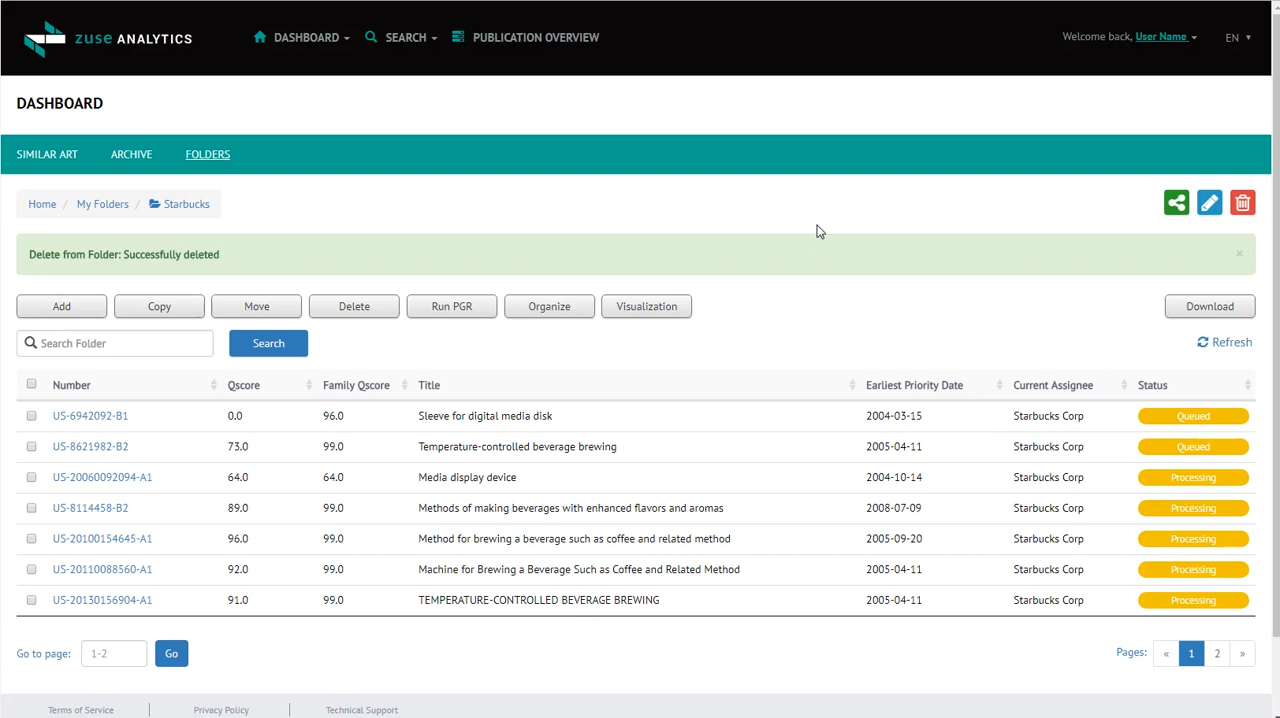 zuse ANALYTICS DASHBOARD SEARCH PUBLICATION OVERVIEW Welcome back, User Name EN
DASHBOARD
SIMILAR ART ARCHIVE FOLDERS
Home / My Folders / Starbucks
Delete from Folder: Successfully deleted ×
Add Copy Move Delete Run PGR Organize Visualization Download
Search Folder Search Refresh
Number Qscore Family Qscore Title Earliest Priority Date Current Assignee Status
US-6942092-B1 0.0 96.0 Sleeve for digital media disk 2004-03-15 Starbucks Corp Queued
US-8621982-B2 73.0 99.0 Temperature-controlled beverage brewing 2005-04-11 Starbucks Corp Queued
US-20060092094-A1 64.0 64.0 Media display device 2004-10-14 Starbucks Corp Processing
US-8114458-B2 89.0 99.0 Methods of making beverages with enhanced flavors and aromas 2008-07-09 Starbucks Corp Processing
US-20100154645-A1 96.0 99.0 Method for brewing a beverage such as coffee and related method 2005-09-20 Starbucks Corp Processing
US-20110088560-A1 92.0 99.0 Machine for Brewing a Beverage Such as Coffee and Related Method 2005-04-11 Starbucks Corp Processing
US-20130156904-A1 91.0 99.0 TEMPERATURE-CONTROLLED BEVERAGE BREWING 2005-04-11 Starbucks Corp Processing
Go to page: 1-2 Go Pages: « 1 2 »
Terms of Service Privacy Policy Technical Support